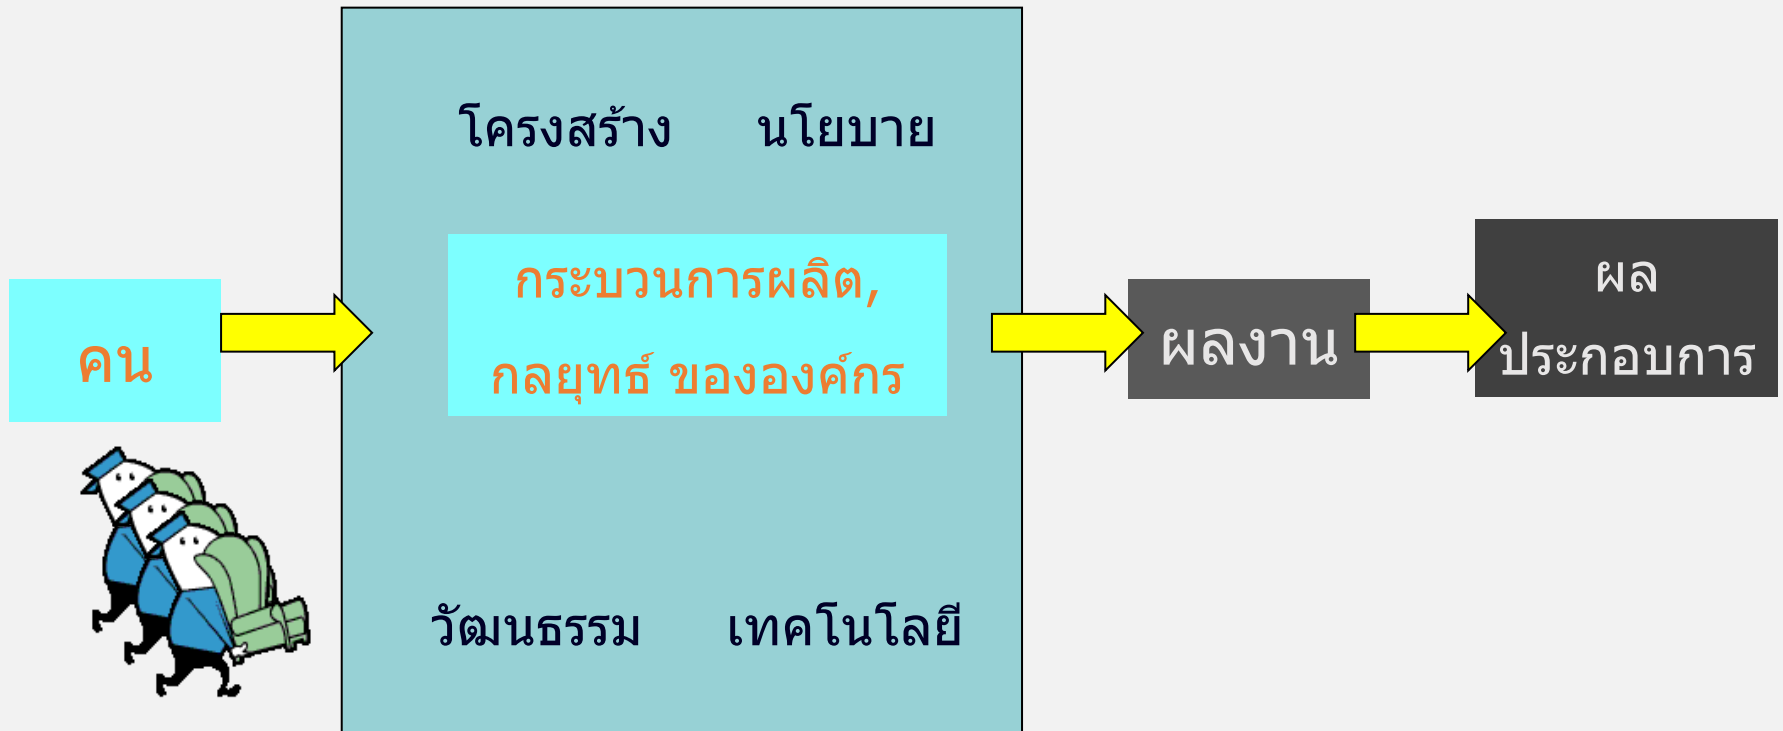 โครงสร้าง นโยบาย
คน
กระบวนการผลิต,
กลยุทธ์ ขององค์กร
ผลงาน
ผล
ประกอบการ
วัฒนธรรม เทคโนโลยี